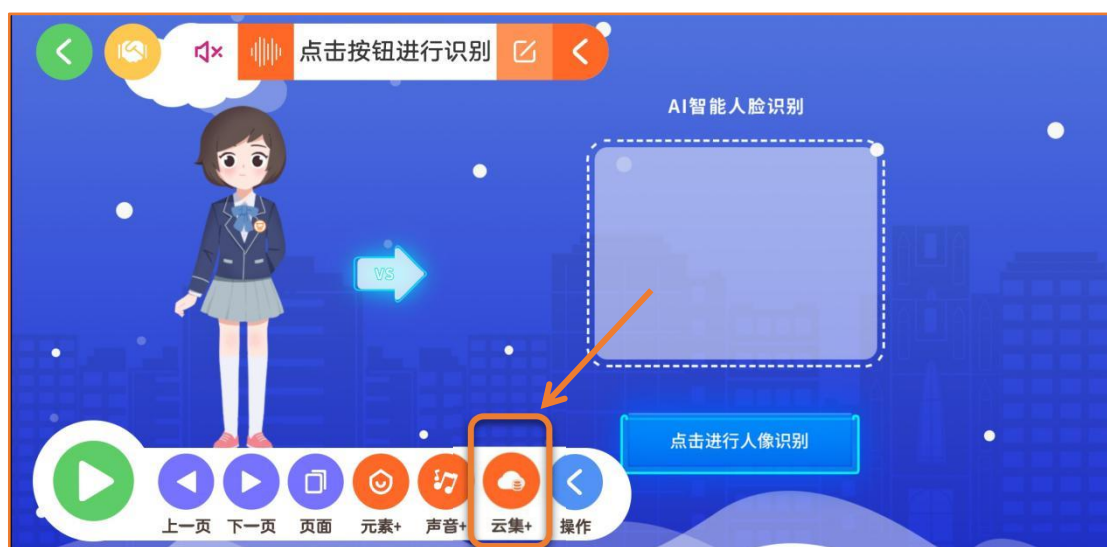 点击按钮进行识别
AI智能人脸识别
VS
点击进行人像识别
上一页 下一页 页面 元素+ 声音+ 云集+ 操作